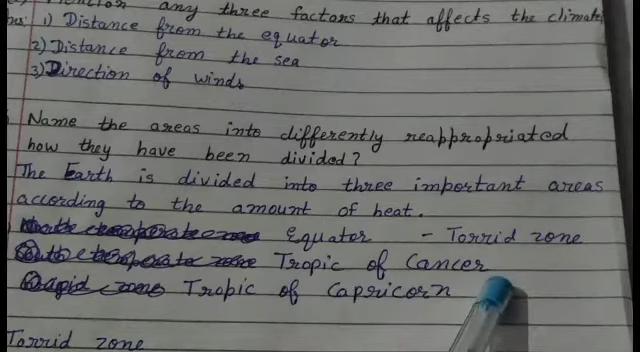 Mention any three factors that affects the climate
Ans: 1) Distance from the equator
2) Distance from the sea
3) Direction of winds
Name the areas into differently reappropriated
how they have been divided?
The Earth is divided into three important areas
according to the amount of heat.
Equator - Torrid zone
Tropic of Cancer
Tropic of Capricorn
Torrid zone